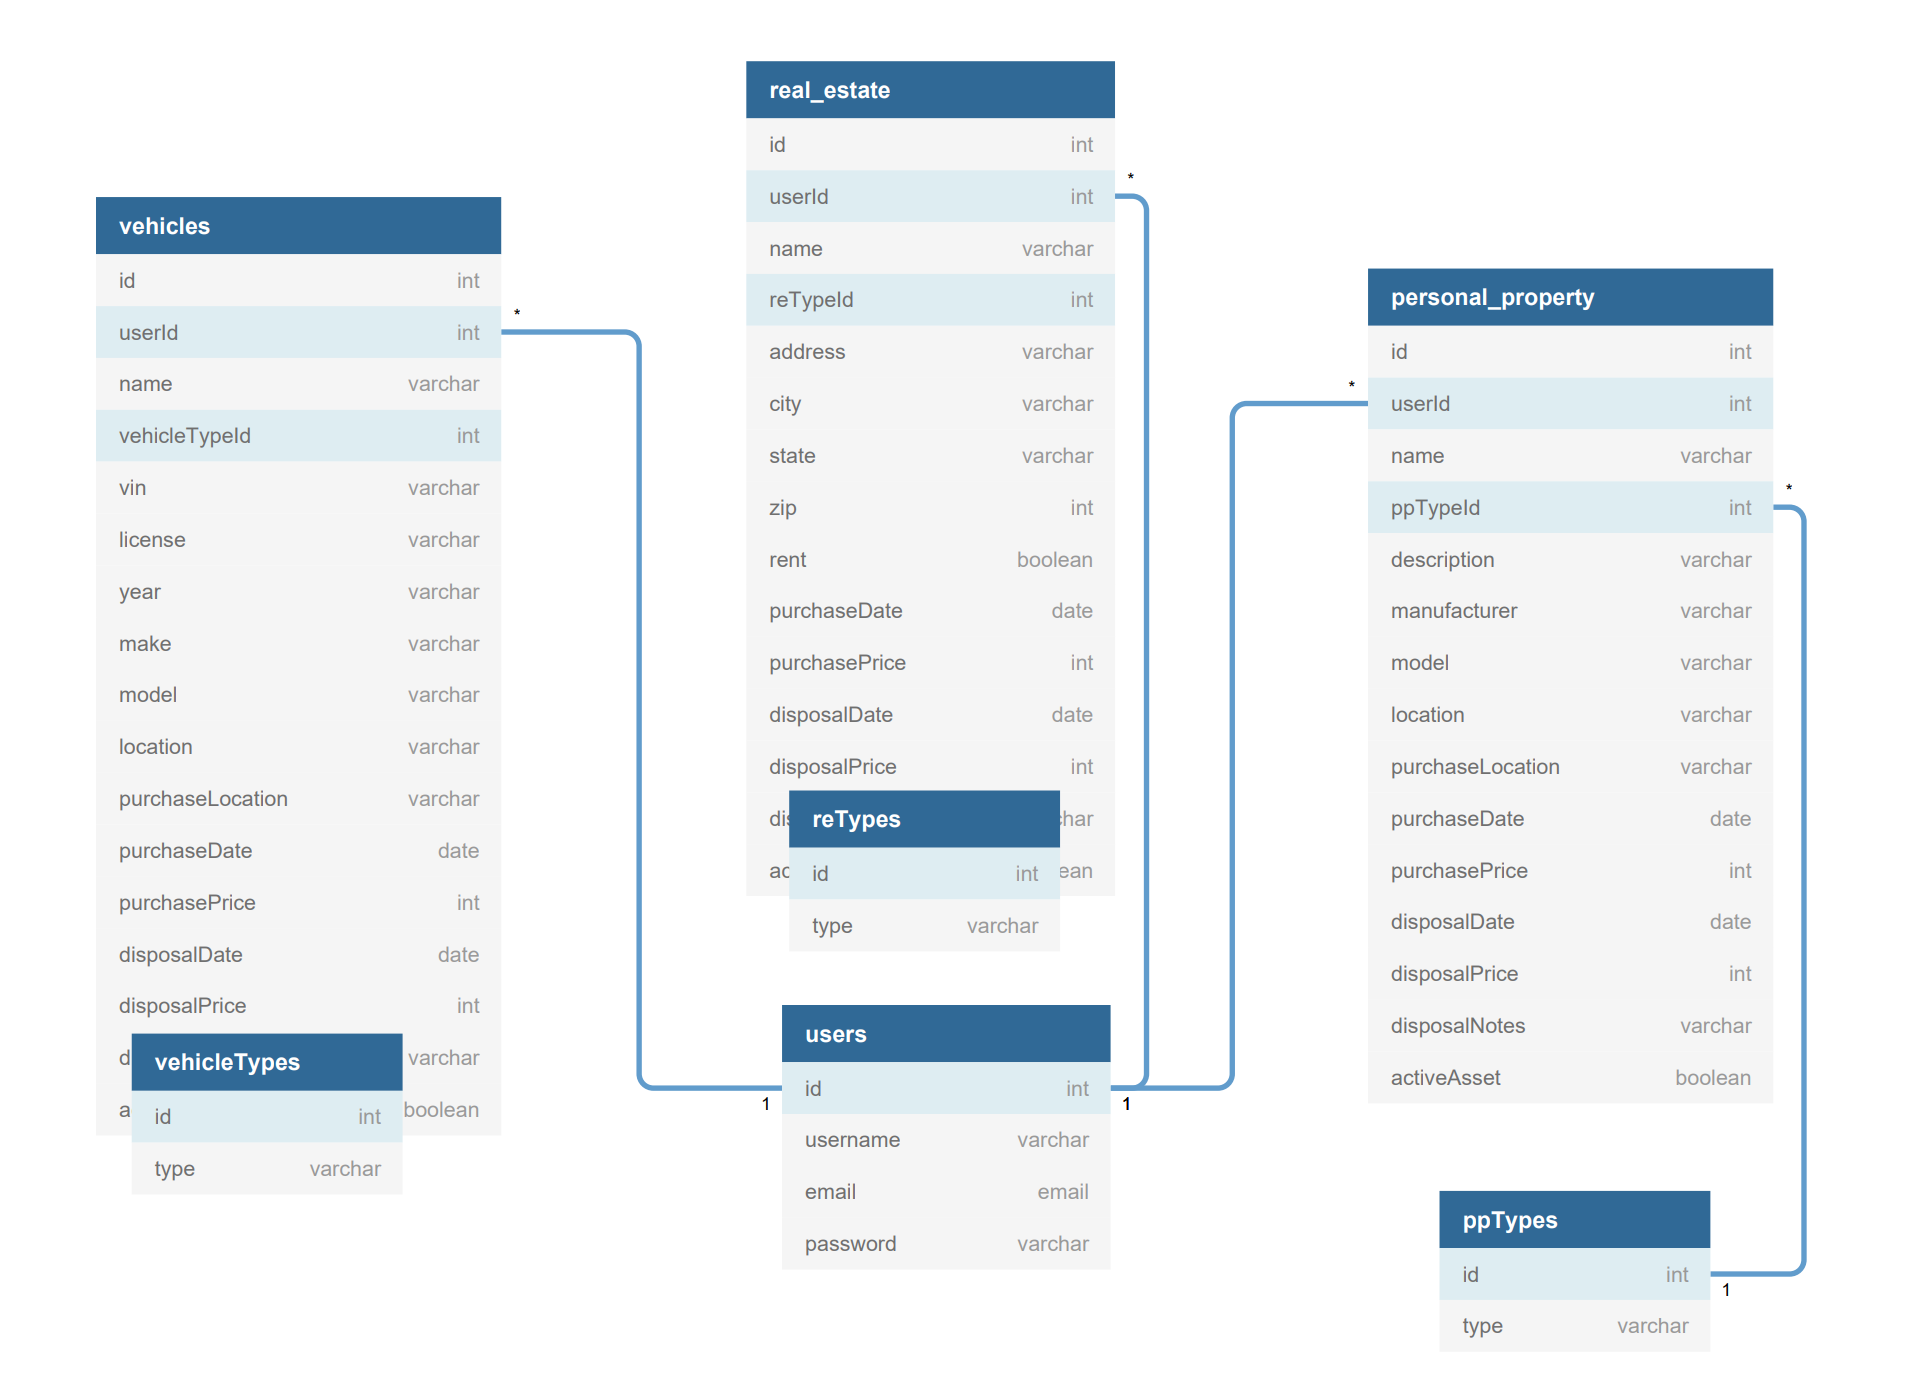 real_estate
id int
userId int
name varchar
reTypeId int
address varchar
city varchar
state varchar
zip int
rent boolean
purchaseDate date
purchasePrice int
disposalDate date
disposalPrice int
*
vehicles
id int
userId int
name varchar
vehicleTypeId int
vin varchar
license varchar
year varchar
make varchar
model varchar
location varchar
purchaseLocation varchar
purchaseDate date
purchasePrice int
disposalDate date
disposalPrice int
varchar
boolean
*
vehicleTypes
id int
type varchar
reTypes
id int
type varchar
users
id int
username varchar
email email
password varchar
1
1
personal_property
id int
userId int
name varchar
ppTypeId int
description varchar
manufacturer varchar
model varchar
location varchar
purchaseLocation varchar
purchaseDate date
purchasePrice int
disposalDate date
disposalPrice int
disposalNotes varchar
activeAsset boolean
*
*
ppTypes
id int
type varchar
1